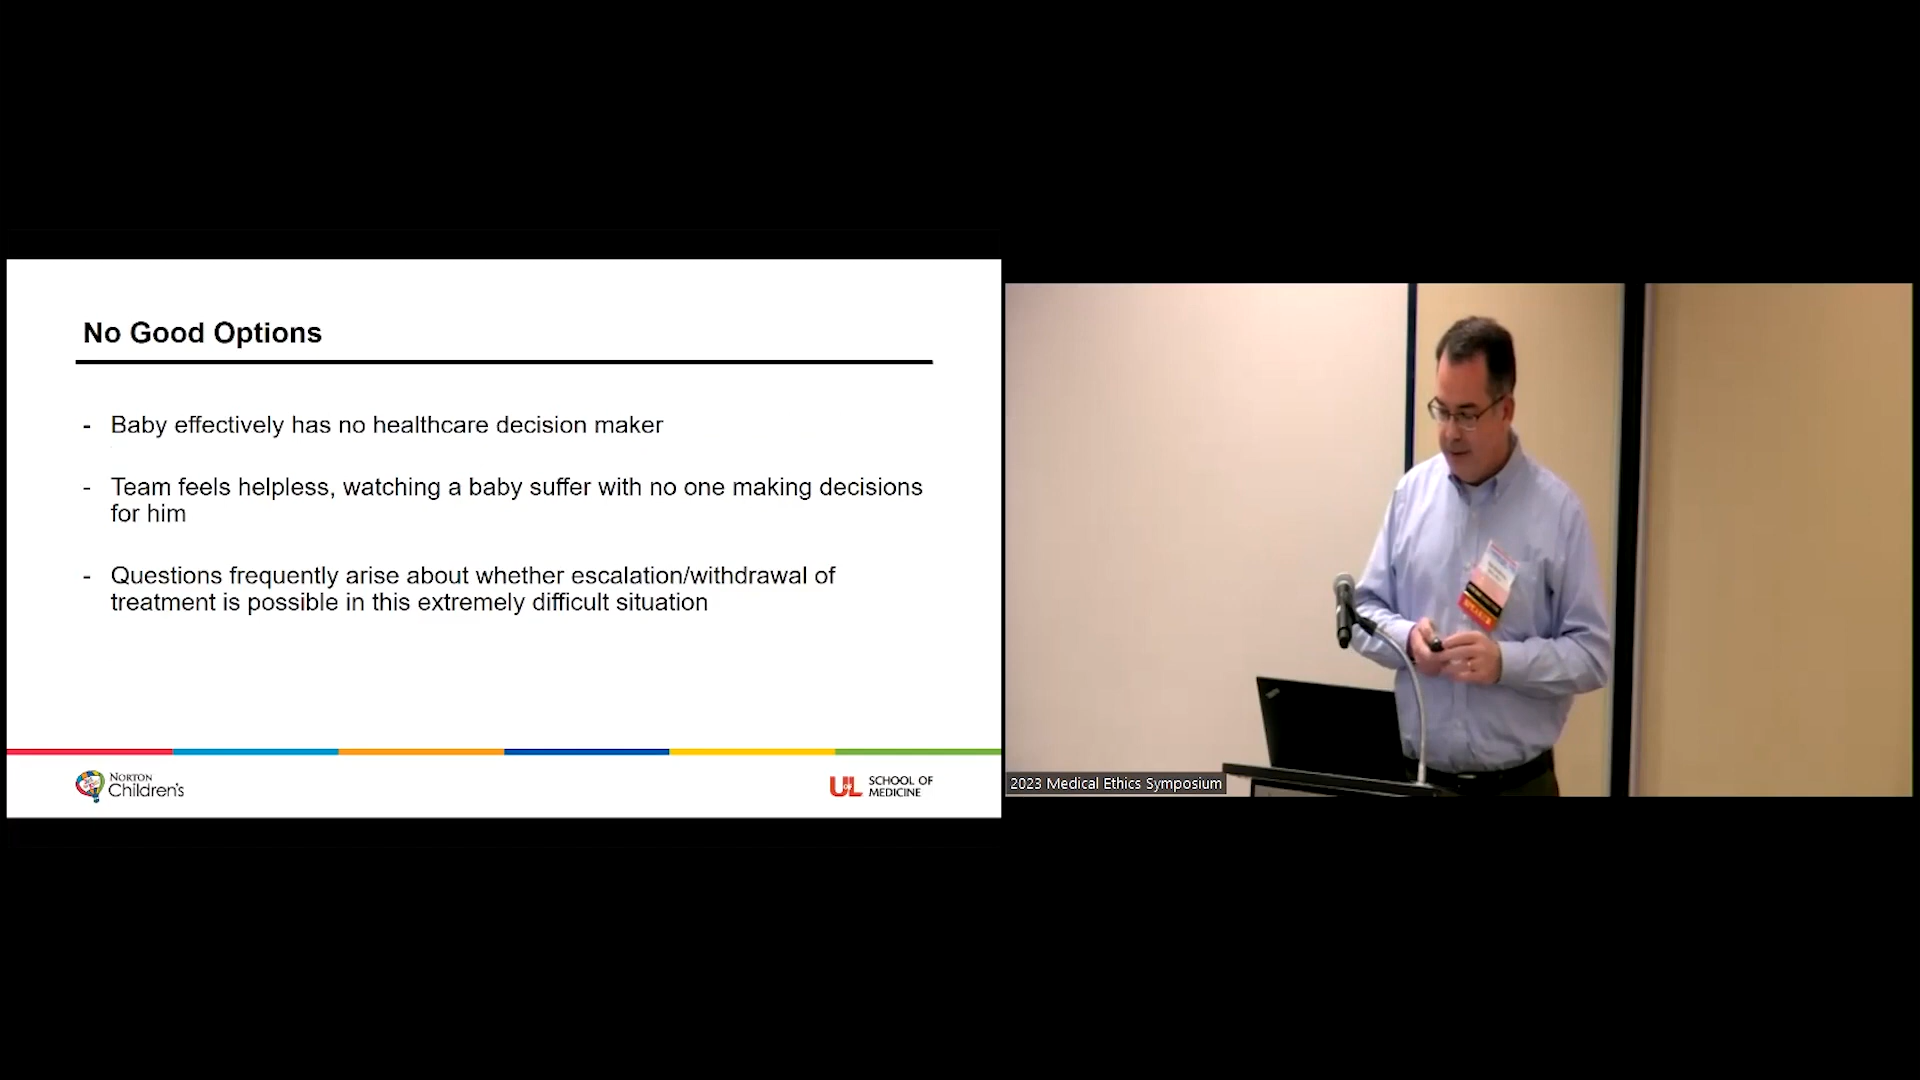 No Good Options
- Baby effectively has no healthcare decision maker
- Team feels helpless, watching a baby suffer with no one making decisions
for him
- Questions frequently arise about whether escalation/withdrawal of
treatment is possible in this extremely difficult situation
NORTON
Children's
UofL
SCHOOL OF
MEDICINE
2023 Medical Ethics Symposium